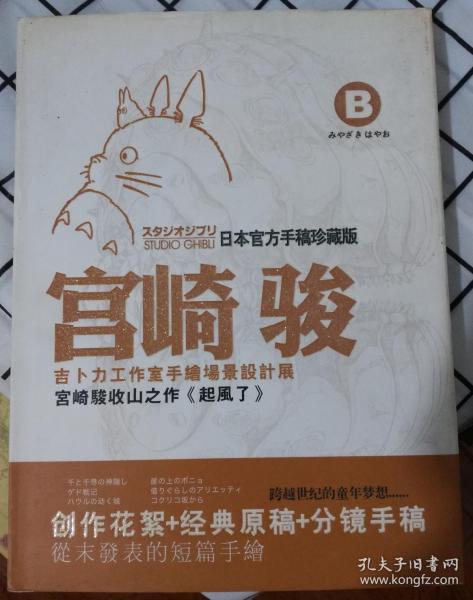 B
みやざき はやお
スタジオジブリ
STUDIO GHIBLI
日本官方手稿珍藏版
宫崎 骏
吉卜力工作室手繪場景設計展
宮崎駿收山之作《起風了》
千と千尋の神隠し
ゲド戦記
ハウルの动く城
崖の上のポニョ
借りぐらしのアリエッティ
コクリコ坂から
跨越世纪的童年梦想......
创作花絮+经典原稿+分镜手稿
從末發表的短篇手繪
孔夫子旧书网
www.kongfz.com